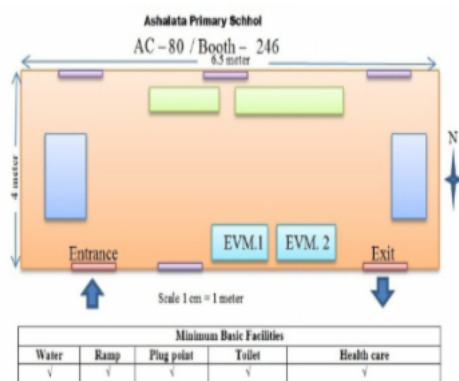 Ashalata Primary Schhol
AC – 80 / Booth – 246
6.5 meter
4 meter
N
EVM.1 EVM. 2
Entrance Exit
Scale 1 cm = 1 meter
Minimum Basic Facilities
Water Ramp Plug point Toilet Health care
√ √ √ √ √